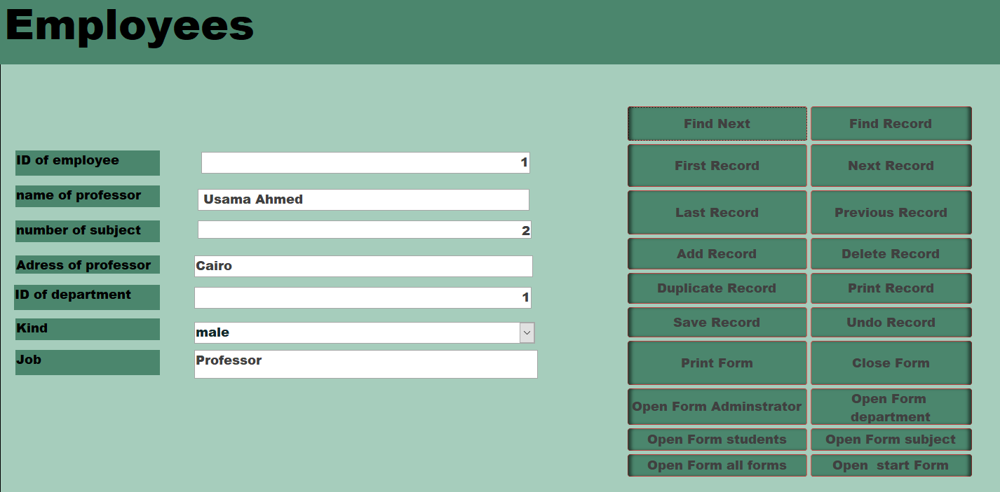 Employees
ID of employee
1
name of professor
Usama Ahmed
number of subject
2
Adress of professor
Cairo
ID of department
1
Kind
male
Job
Professor
Find Next
Find Record
First Record
Next Record
Last Record
Previous Record
Add Record
Delete Record
Duplicate Record
Print Record
Save Record
Undo Record
Print Form
Close Form
Open Form Adminstrator
Open Form
department
Open Form students
Open Form subject
Open Form all forms
Open  start Form